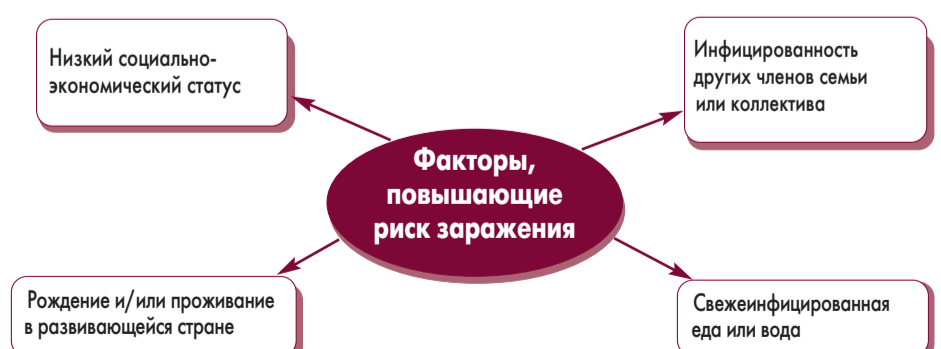 Низкий социально-
экономический статус
Инфицированность
других членов семьи
или коллектива
Факторы,
повышающие
риск заражения
Рождение и/или проживание
в развивающейся стране
Свежеинфицированная
еда или вода